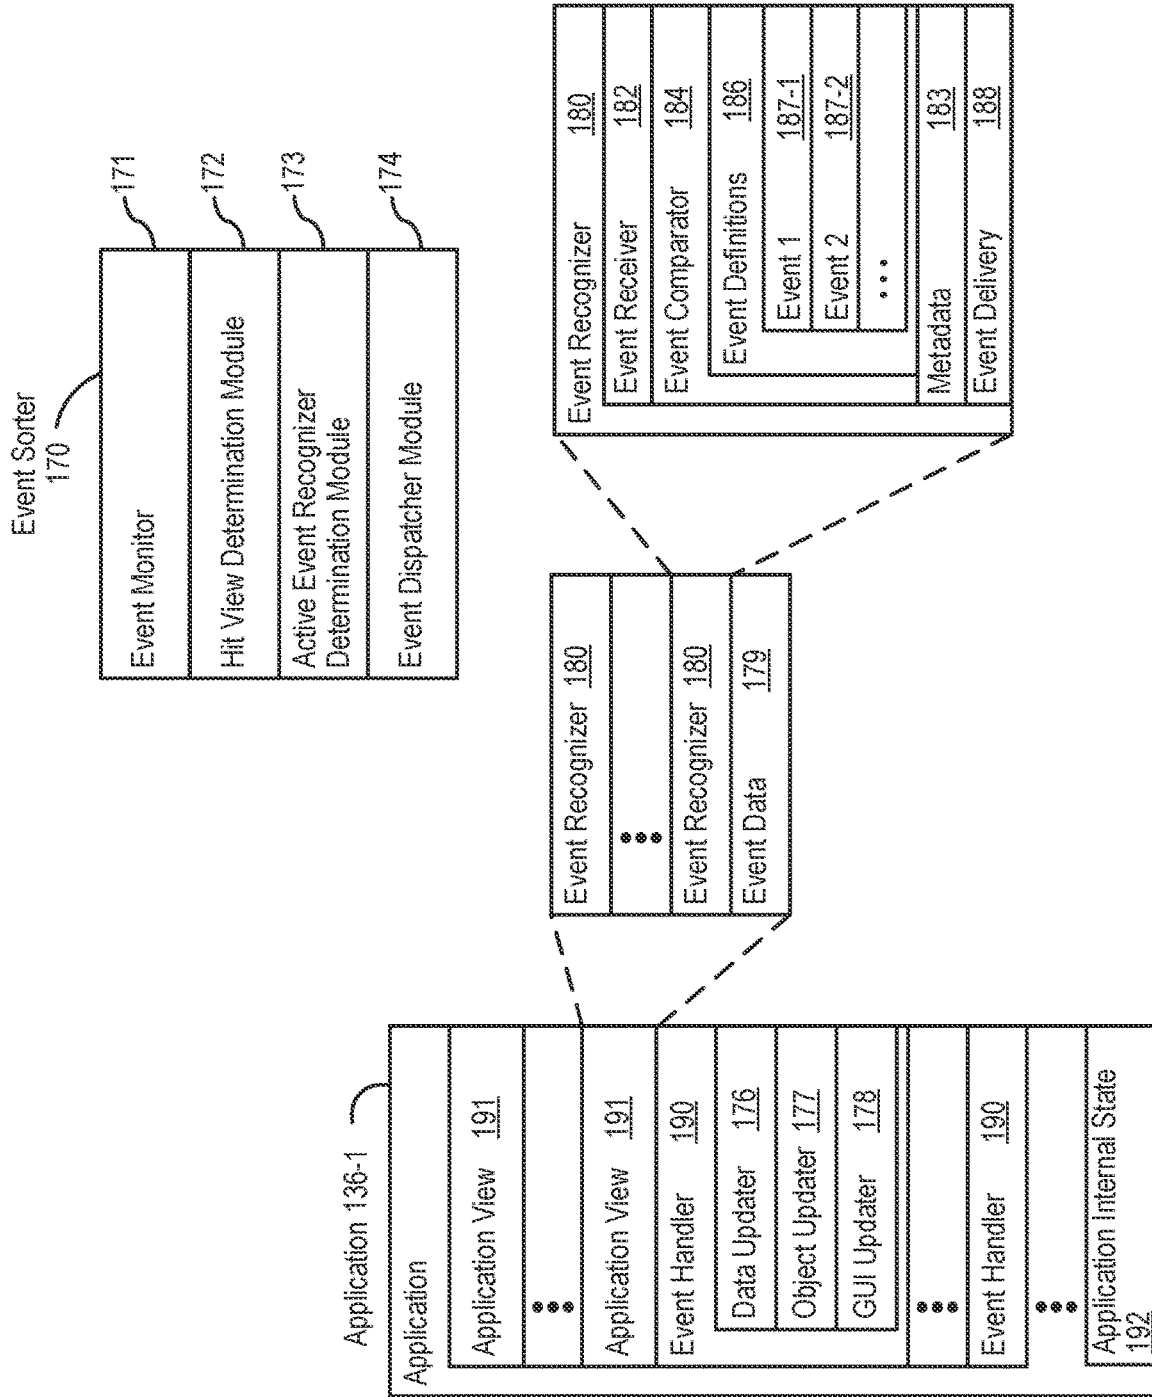 Event Sorter
170
Event Monitor
171
Hit View Determination Module
172
Active Event Recognizer
Determination Module
173
Event Dispatcher Module
174
Application 136-1
Application
Application View 191
•••
Application View 191
Event Handler 190
Data Updater 176
Object Updater 177
GUI Updater 178
•••
Event Handler 190
•••
Application Internal State
192
Event Recognizer 180
•••
Event Recognizer 180
Event Data 179
Event Recognizer 180
Event Receiver 182
Event Comparator 184
Event Definitions 186
Event 1 187-1
Event 2 187-2
•••
Metadata 183
Event Delivery 188